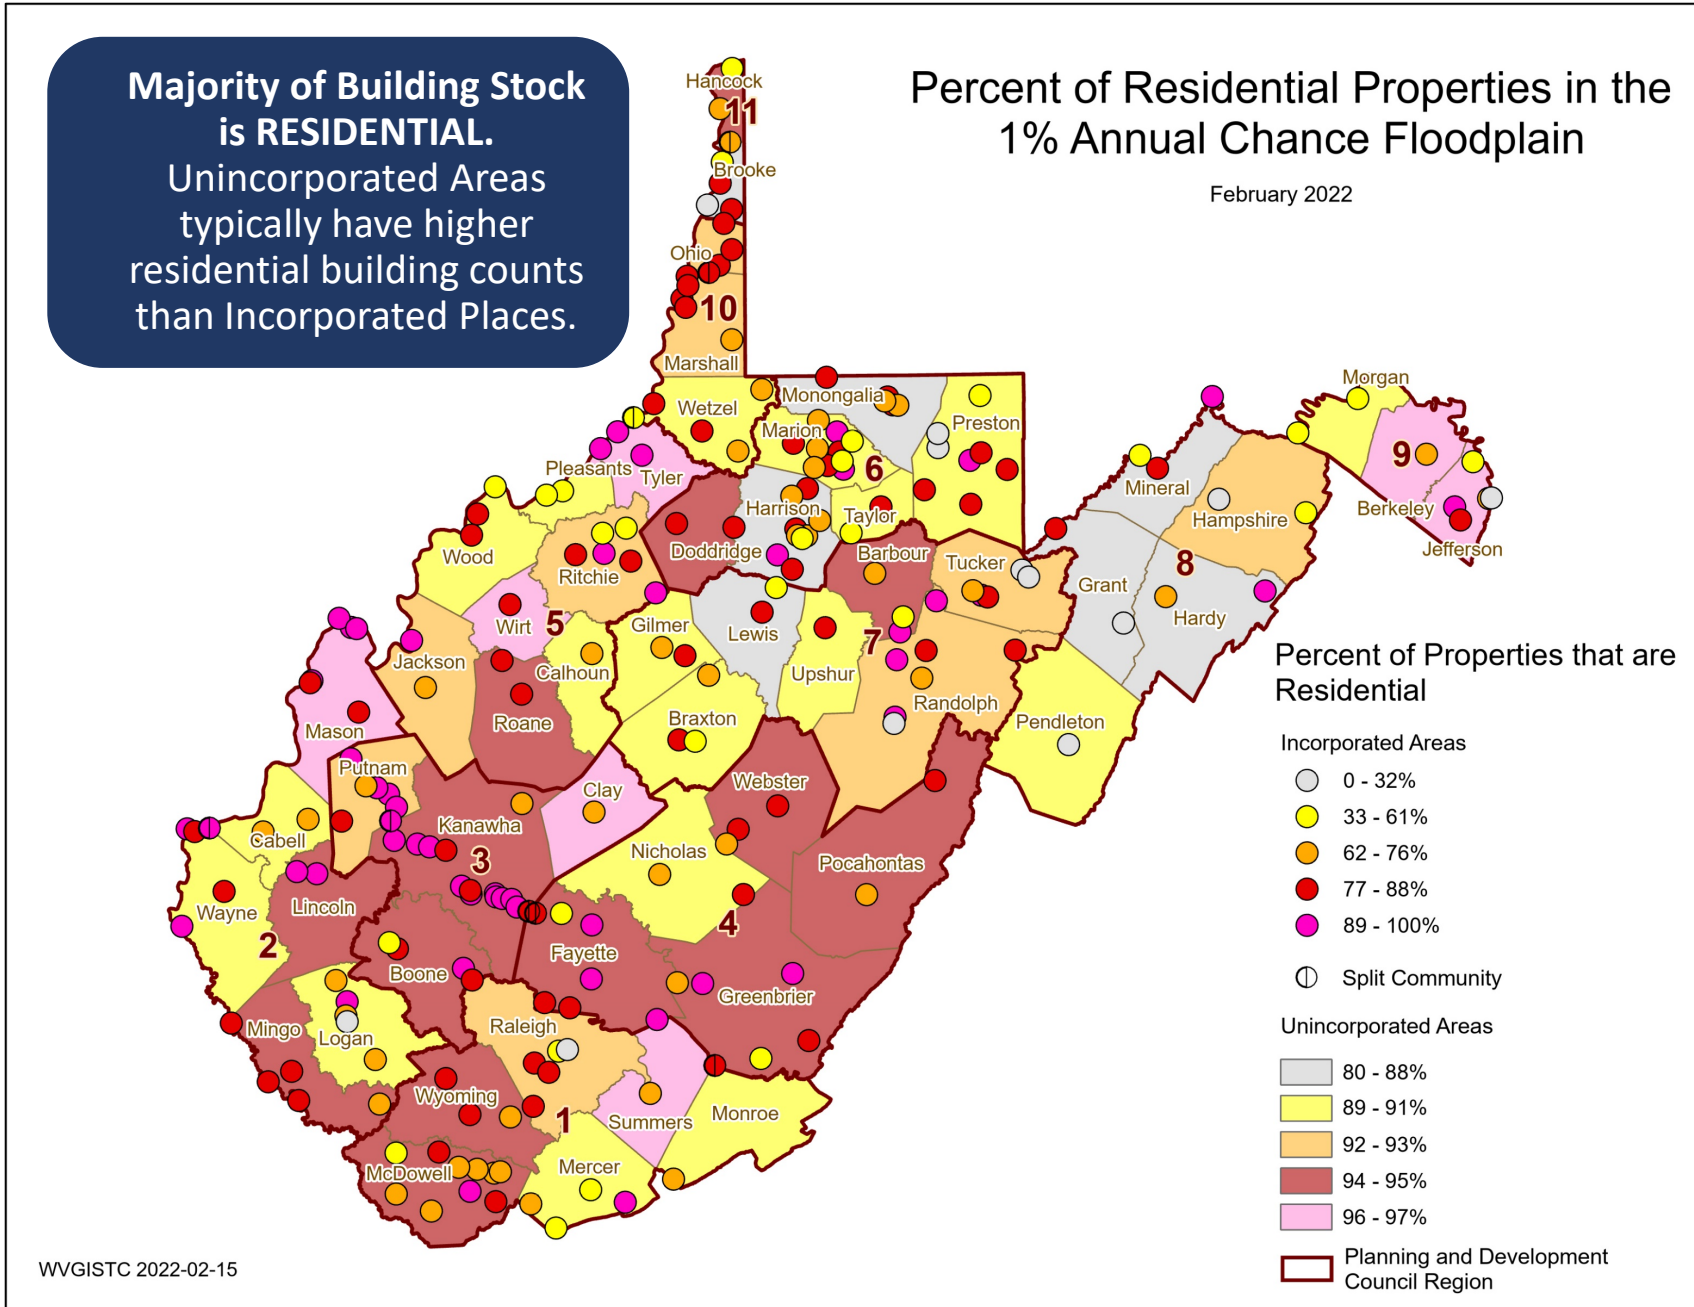 Majority of Building Stock
is RESIDENTIAL.
Unincorporated Areas
typically have higher
residential building counts
than Incorporated Places.
Percent of Residential Properties in the
1% Annual Chance Floodplain
February 2022
Hancock
11
Brooke
Ohio
10
Marshall
Wetzel
Monongalia
Preston
Marion
6
Morgan
9
Berkeley
Jefferson
Mineral
Hampshire
8
Grant
Hardy
Pleasants
Tyler
Harrison
Taylor
Wood
Doddridge
Ritchie
Barbour
Tucker
Wirt
5
Gilmer
Lewis
7
Jackson
Calhoun
Upshur
Randolph
Pendleton
Mason
Roane
Braxton
Putnam
Webster
Clay
Kanawha
Cabell
3
Nicholas
Pocahontas
Wayne
Lincoln
2
4
Fayette
Boone
Greenbrier
Mingo
Logan
Raleigh
Wyoming
1
Summers
Monroe
McDowell
Mercer
Percent of Properties that are
Residential
Incorporated Areas
0 - 32%
33 - 61%
62 - 76%
77 - 88%
89 - 100%
Split Community
Unincorporated Areas
80 - 88%
89 - 91%
92 - 93%
94 - 95%
96 - 97%
Planning and Development
Council Region
WVGISTC 2022-02-15